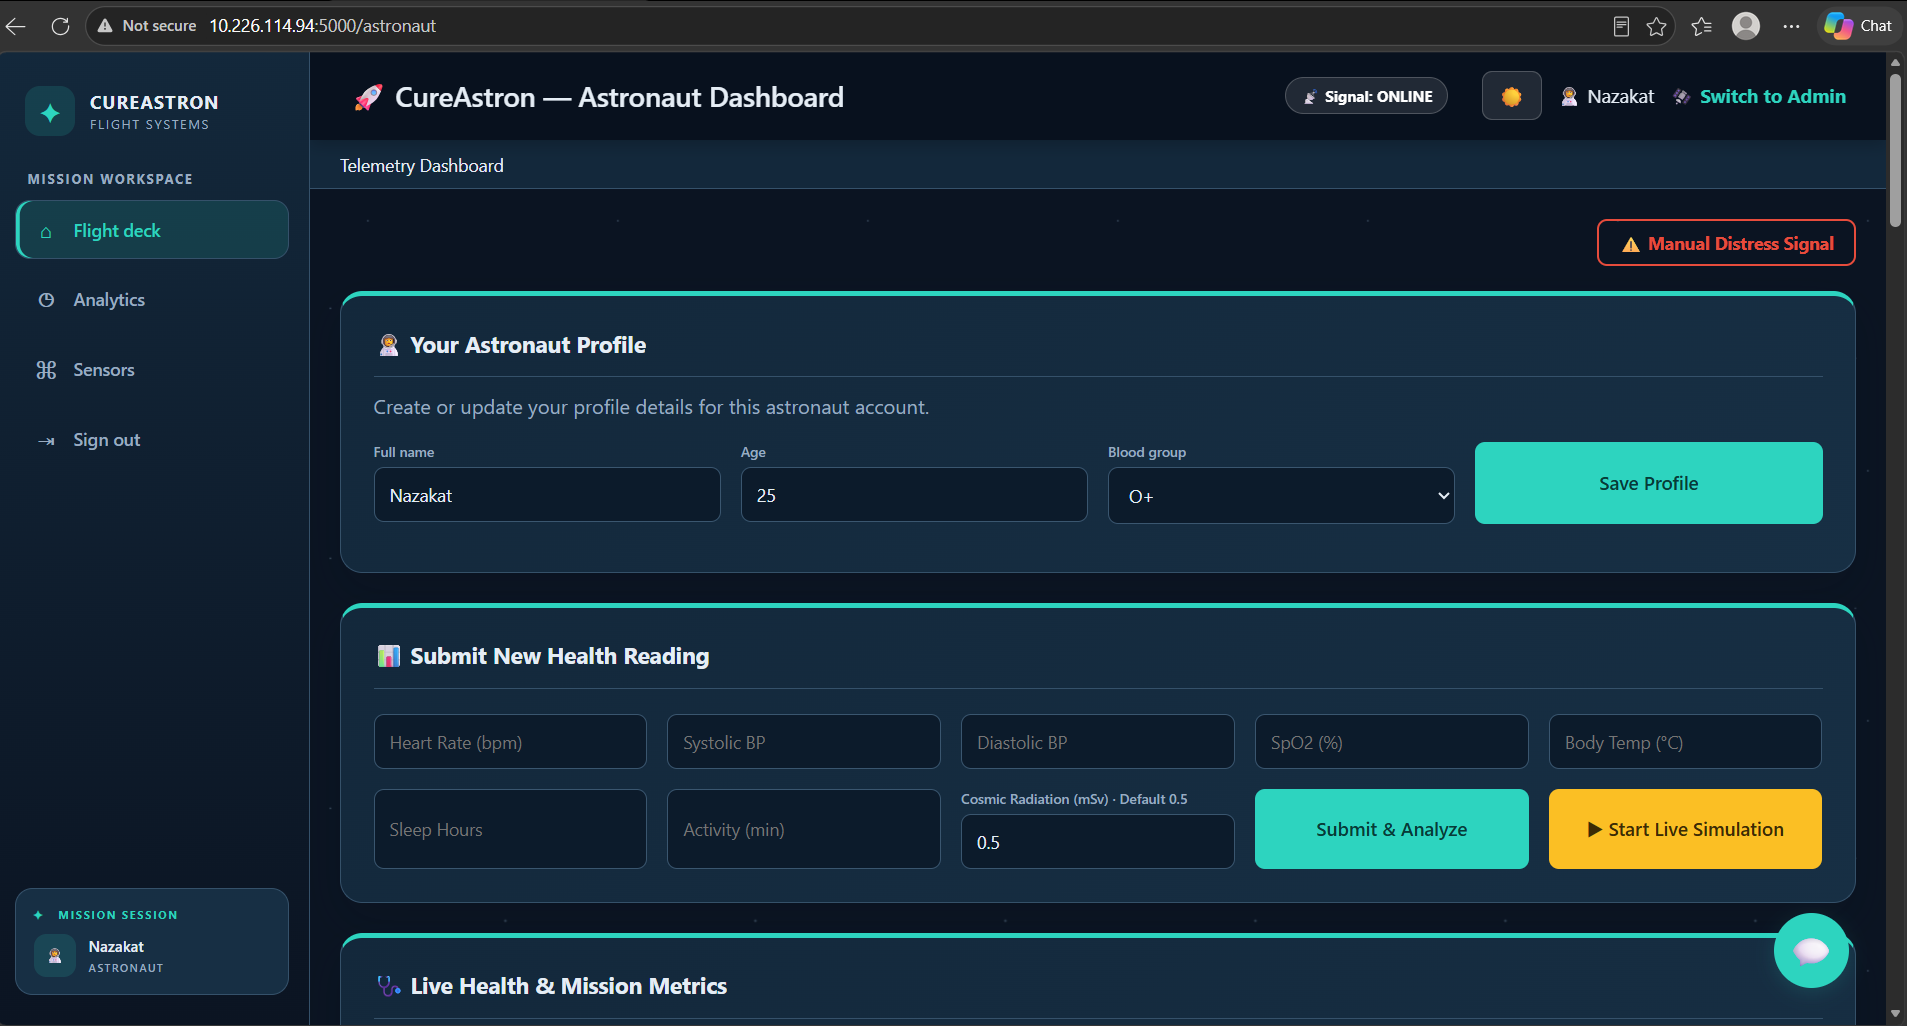 Not secure 10.226.114.94:5000/astronaut
Chat
CUREASTRON
FLIGHT SYSTEMS
MISSION WORKSPACE
Flight deck
Analytics
Sensors
Sign out
MISSION SESSION
Nazakat
ASTRONAUT
CureAstron — Astronaut Dashboard
Signal: ONLINE
Nazakat
Switch to Admin
Telemetry Dashboard
Manual Distress Signal
Your Astronaut Profile
Create or update your profile details for this astronaut account.
Full name
Nazakat
Age
25
Blood group
O+
Save Profile
Submit New Health Reading
Heart Rate (bpm)
Systolic BP
Diastolic BP
SpO2 (%)
Body Temp (°C)
Sleep Hours
Activity (min)
Cosmic Radiation (mSv) · Default 0.5
0.5
Submit & Analyze
▶ Start Live Simulation
Live Health & Mission Metrics